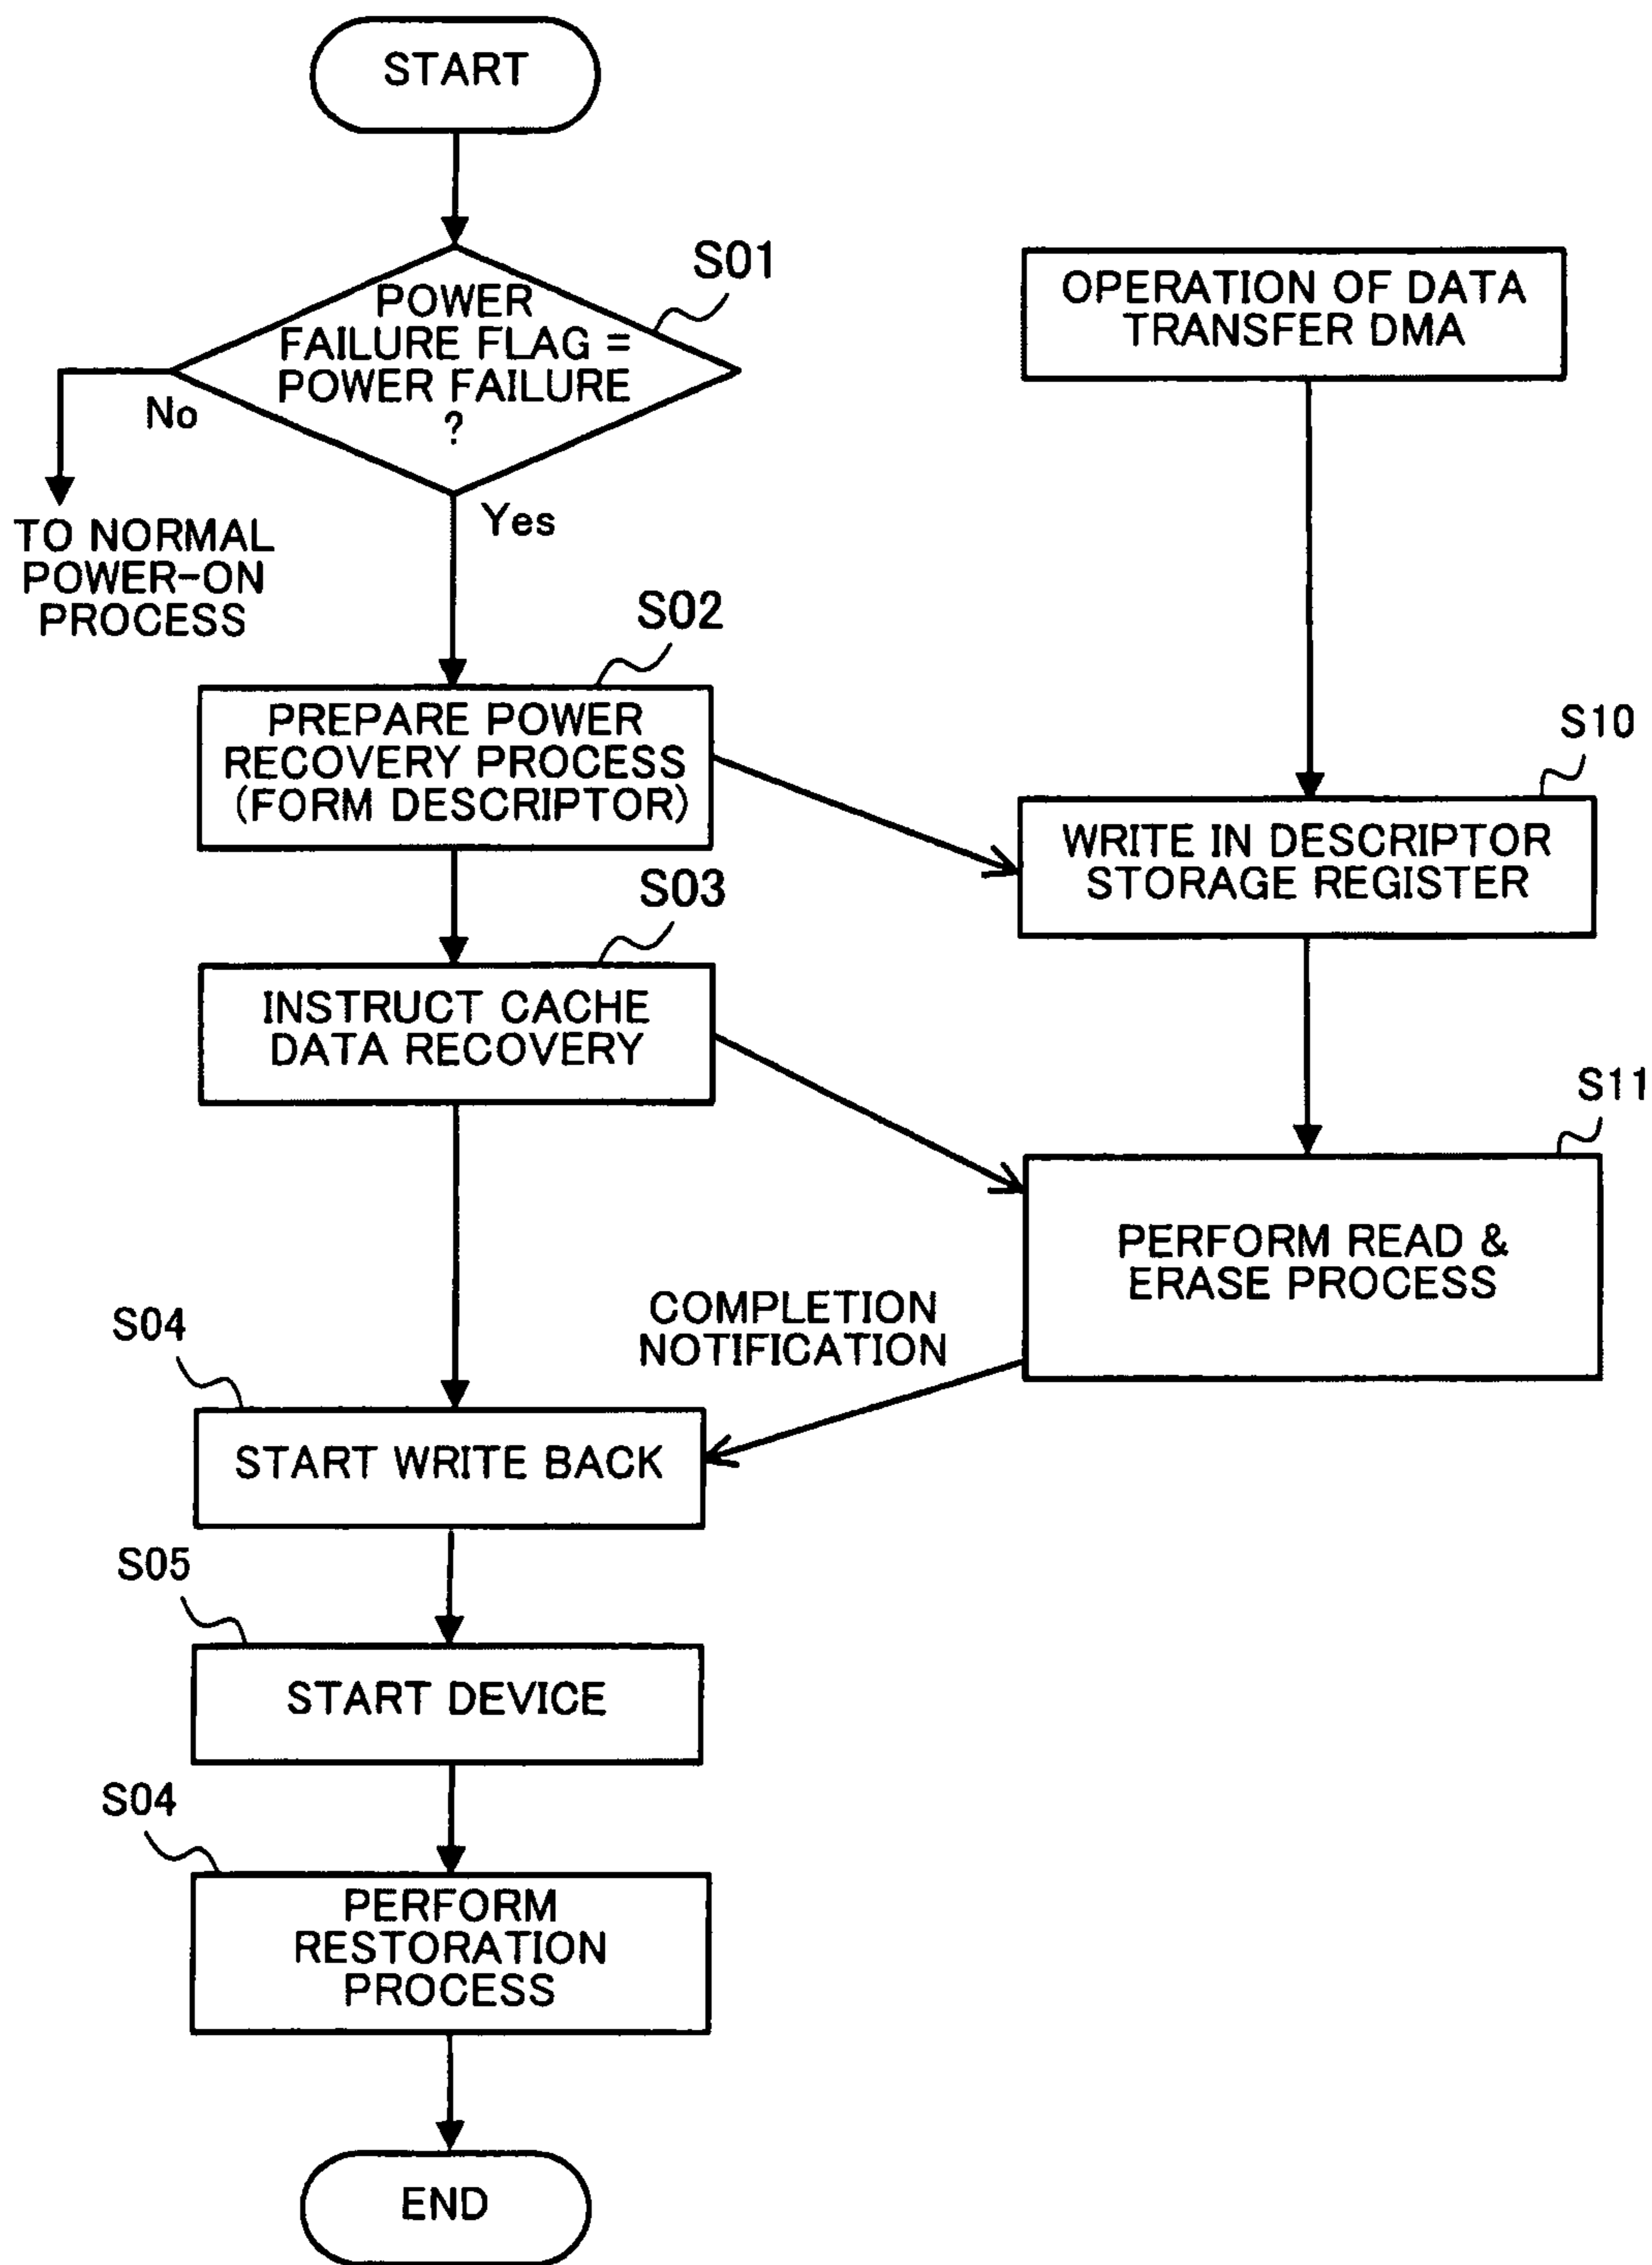 START
S01
POWER
FAILURE FLAG =
POWER FAILURE
?
No
Yes
TO NORMAL
POWER-ON
PROCESS
OPERATION OF DATA
TRANSFER DMA
S02
PREPARE POWER
RECOVERY PROCESS
(FORM DESCRIPTOR)
S10
WRITE IN DESCRIPTOR
STORAGE REGISTER
S03
INSTRUCT CACHE
DATA RECOVERY
S11
PERFORM READ &
ERASE PROCESS
COMPLETION
NOTIFICATION
S04
START WRITE BACK
S05
START DEVICE
S04
PERFORM
RESTORATION
PROCESS
END